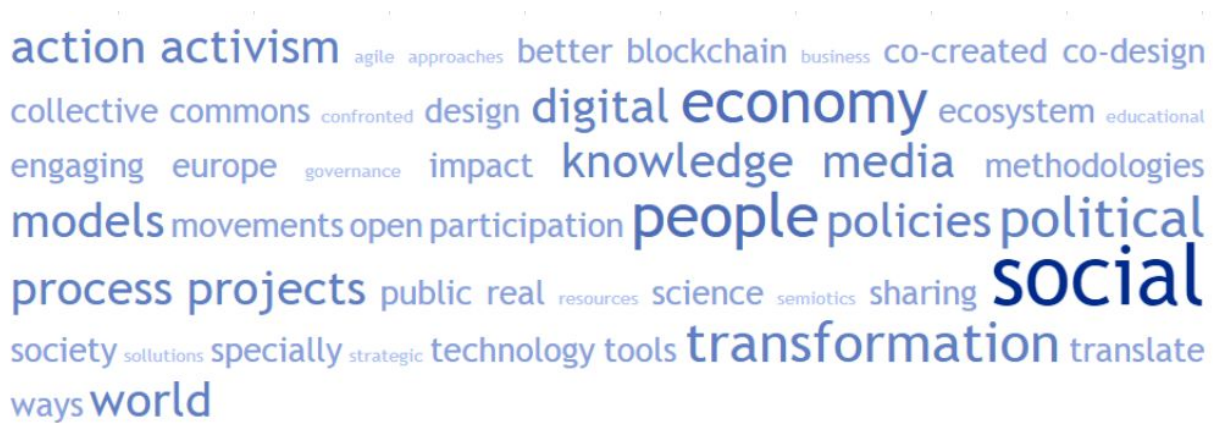 action activism agile approaches better blockchain business co-created co-design
collective commons confronted design digital economy ecosystem educational
engaging europe governance impact knowledge media methodologies
models movements open participation people policies political
process projects public real resources science semiotics sharing social
society sollutions specially strategic technology tools transformation translate
ways world